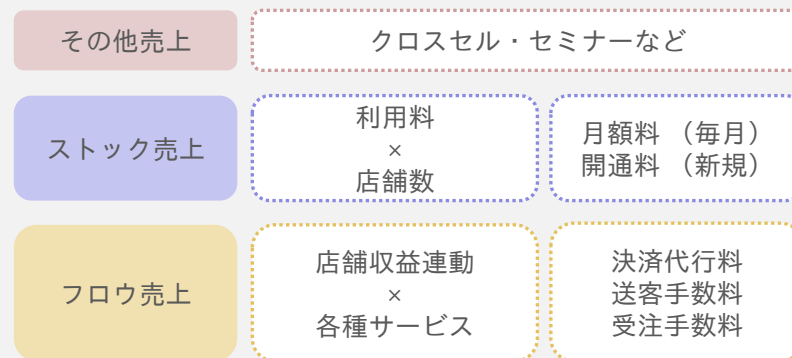 その他売上
クロスセル・セミナーなど
ストック売上
利用料
×
店舗数
月額料 （毎月）
開通料 （新規）
フロウ売上
店舗収益連動
×
各種サービス
決済代行料
送客手数料
受注手数料